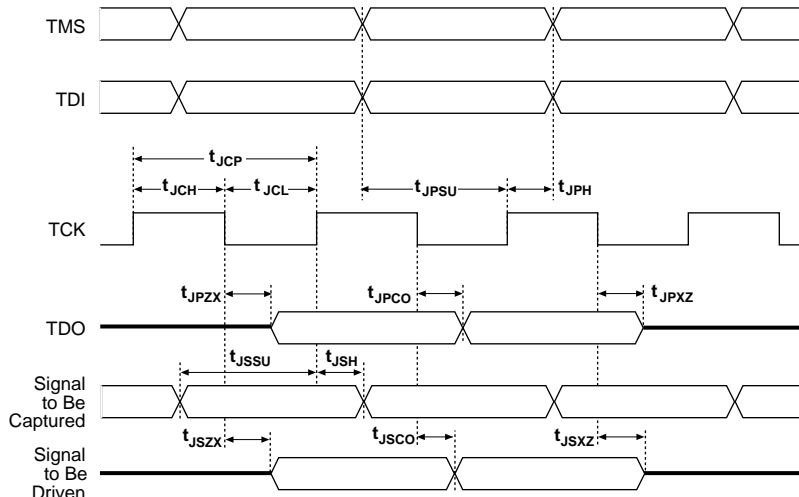 TMS
TDI
tJCP
tJCH tJCL tJPSU tJPH
TCK
tJPZX tJPCO tJPXZ
TDO
tJSSU tJSH
Signal
to Be
Captured
tJSZX tJSCO tJSXZ
Signal
to Be
Driven